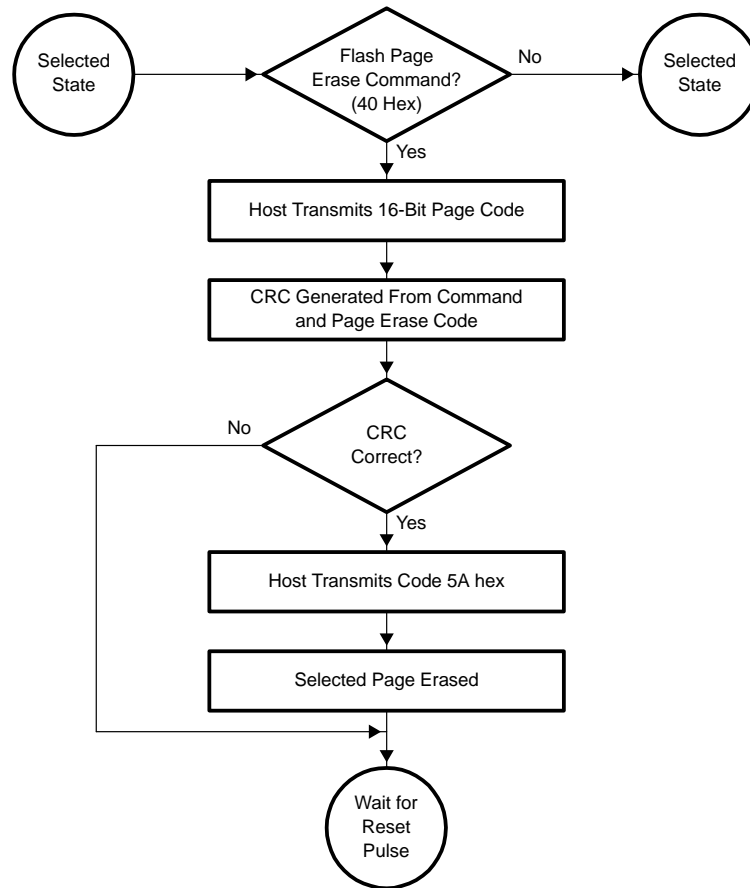 Selected
State
Flash Page
Erase Command?
(40 Hex)
No
Selected
State
Yes
Host Transmits 16-Bit Page Code
CRC Generated From Command
and Page Erase Code
No
CRC
Correct?
Yes
Host Transmits Code 5A hex
Selected Page Erased
Wait for
Reset
Pulse